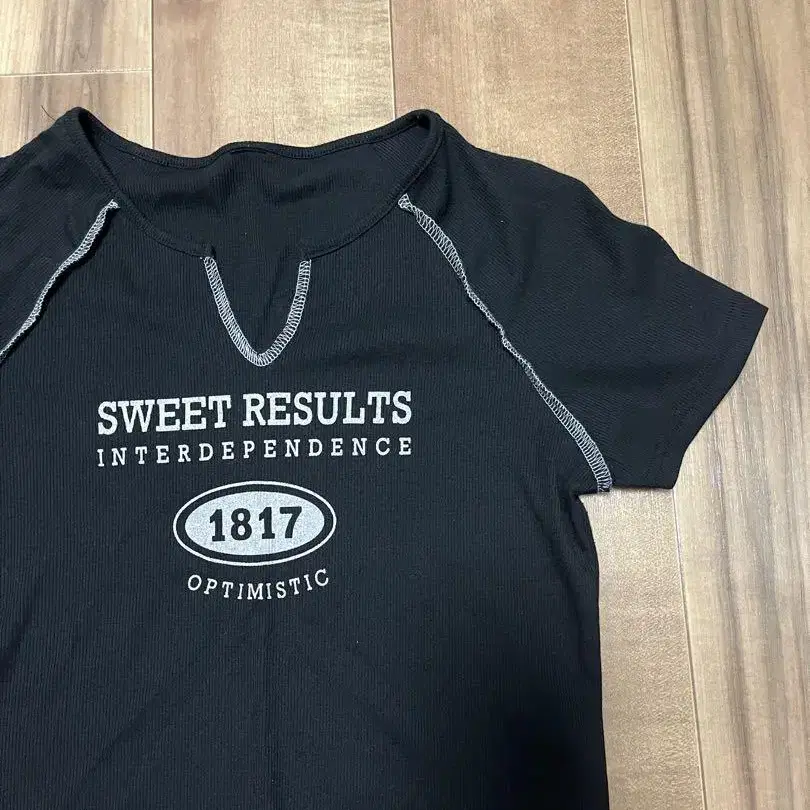 SWEET RESULTS
INTERDEPENDENCE
1817
OPTIMISTIC